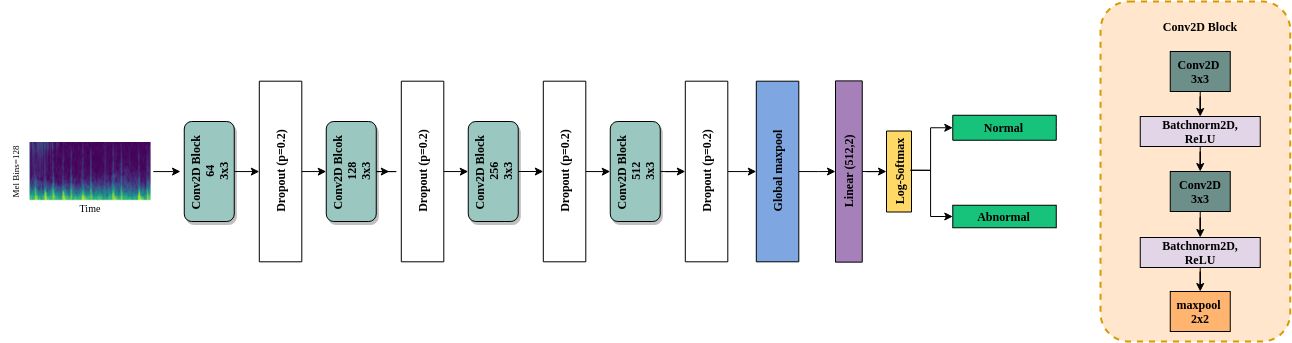 Mel Bins=128
Time
Conv2D Block
64
3x3
Dropout (p=0.2)
Conv2D Blcok
128
3x3
Dropout (p=0.2)
Conv2D Block
256
3x3
Dropout (p=0.2)
Conv2D Block
512
3x3
Dropout (p=0.2)
Global maxpool
Linear (512,2)
Log-Softmax
Normal
Abnormal
Conv2D Block
Conv2D
3x3
Batchnorm2D,
ReLU
Conv2D
3x3
Batchnorm2D,
ReLU
maxpool
2x2